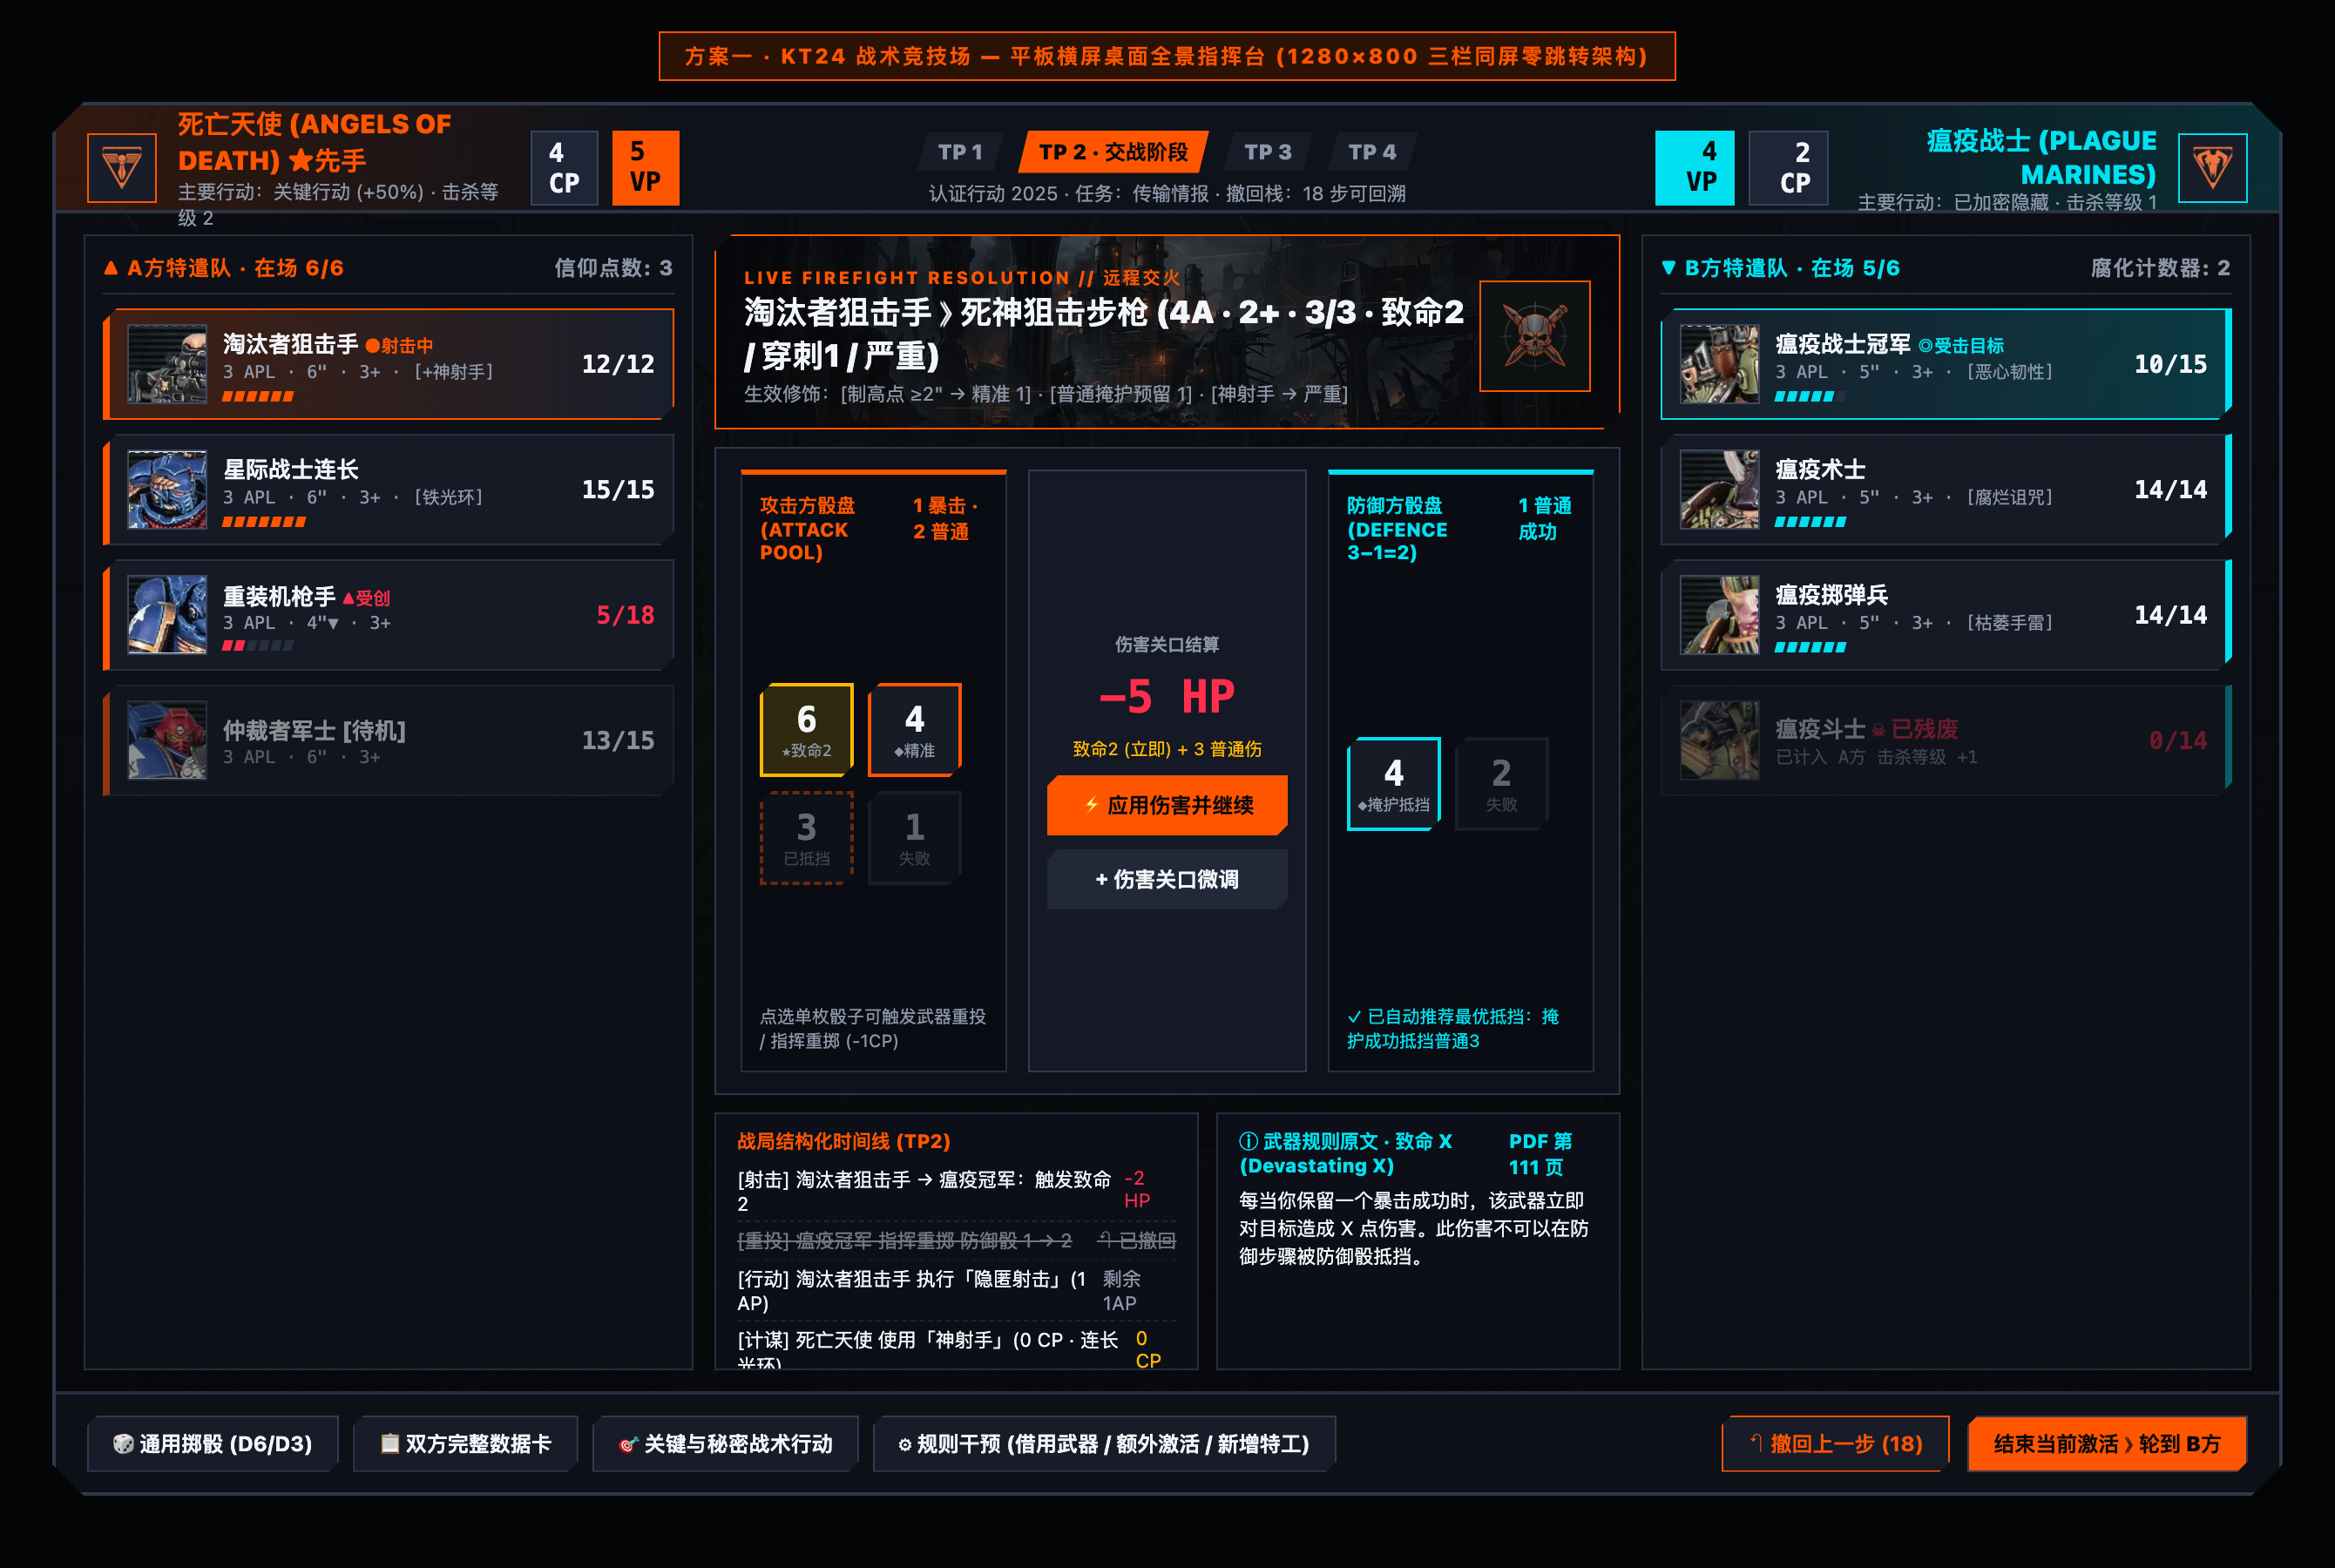 方案一 · KT24 战术竞技场 — 平板横屏桌面全景指挥台 (1280×800 三栏同屏零跳转架构)
死亡天使 (ANGELS OF
DEATH) ★先手
主要行动：关键行动 (+50%) · 击杀等
级 2
4
CP
5
VP
TP 1
TP 2 · 交战阶段
TP 3
TP 4
认证行动 2025 · 任务：传输情报 · 撤回栈：18 步可回溯
4
VP
2
CP
瘟疫战士 (PLAGUE
MARINES)
主要行动：已加密隐藏 · 击杀等级 1
▲ A方特遣队 · 在场 6/6
信仰点数: 3
淘汰者狙击手 ●射击中
3 APL · 6" · 3+ · [+神射手]
12/12
星际战士连长
3 APL · 6" · 3+ · [铁光环]
15/15
重装机枪手 ▲受创
3 APL · 4"▼ · 3+
5/18
仲裁者军士 [待机]
3 APL · 6" · 3+
13/15
LIVE FIREFIGHT RESOLUTION // 远程交火
淘汰者狙击手 》死神狙击步枪 (4A · 2+ · 3/3 · 致命2
/ 穿刺1 / 严重)
生效修饰：[制高点 ≥2" → 精准 1] · [普通掩护预留 1] · [神射手 → 严重]
攻击方骰盘
(ATTACK
POOL)
1 暴击 ·
2 普通
6
★致命2
4
◆精准
3
已抵挡
1
失败
点选单枚骰子可触发武器重投
/ 指挥重掷 (-1CP)
伤害关口结算
−5 HP
致命2 (立即) + 3 普通伤
⚡ 应用伤害并继续
+ 伤害关口微调
防御方骰盘
(DEFENCE
3−1=2)
1 普通
成功
4
◆掩护抵挡
2
失败
✓ 已自动推荐最优抵挡：掩
护成功抵挡普通3
战局结构化时间线 (TP2)
[射击] 淘汰者狙击手 → 瘟疫冠军：触发致命
2
-2
HP
[重投] 瘟疫冠军 指挥重掷 防御骰 1 → 2
↰ 已撤回
[行动] 淘汰者狙击手 执行「隐匿射击」(1
AP)
剩余
1AP
[计谋] 死亡天使 使用「神射手」(0 CP · 连长
光环)
0
CP
ⓘ 武器规则原文 · 致命 X
(Devastating X)
PDF 第
111 页
每当你保留一个暴击成功时，该武器立即
对目标造成 X 点伤害。此伤害不可以在防
御步骤被防御骰抵挡。
▼ B方特遣队 · 在场 5/6
腐化计数器: 2
瘟疫战士冠军 ◎受击目标
3 APL · 5" · 3+ · [恶心韧性]
10/15
瘟疫术士
3 APL · 5" · 3+ · [腐烂诅咒]
14/14
瘟疫掷弹兵
3 APL · 5" · 3+ · [枯萎手雷]
14/14
瘟疫斗士 ☠ 已残废
已计入 A方 击杀等级 +1
0/14
🎲 通用掷骰 (D6/D3)
📋 双方完整数据卡
🎯 关键与秘密战术行动
⚙ 规则干预 (借用武器 / 额外激活 / 新增特工)
↰ 撤回上一步 (18)
结束当前激活 》轮到 B方